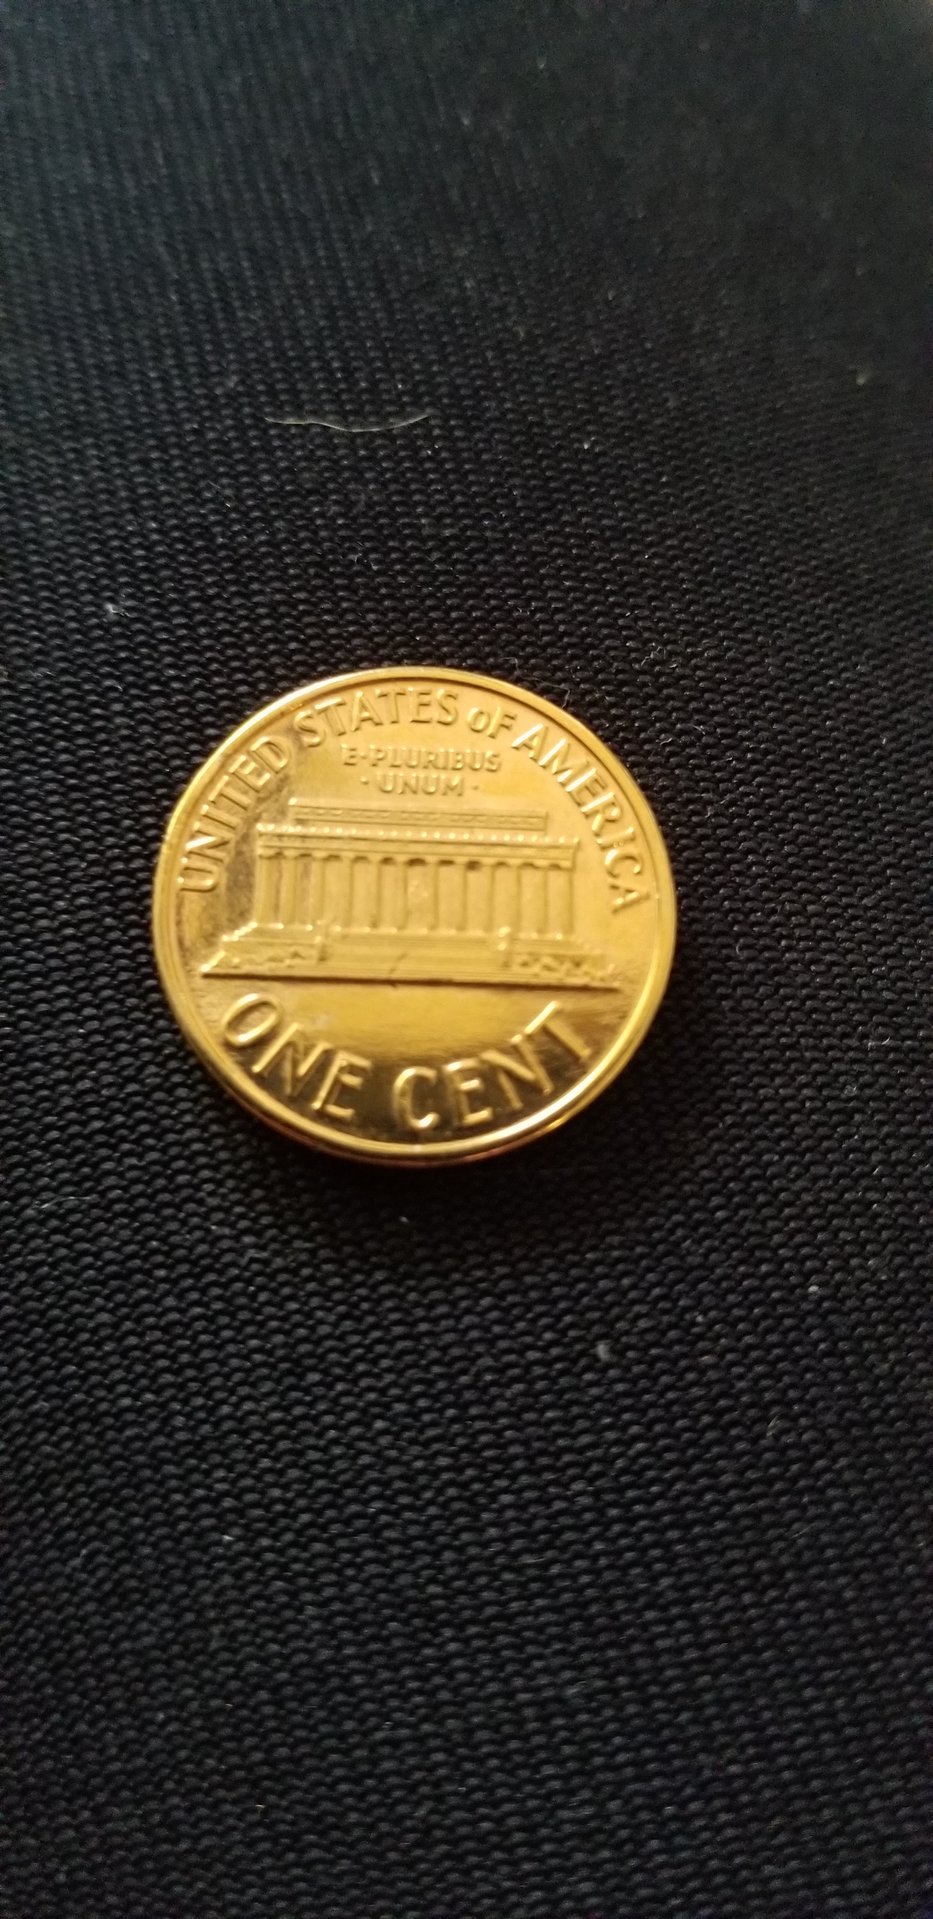 UNITED STATES oF AMERICA
E·PLURIBUS
·UNUM·
ONE CENT